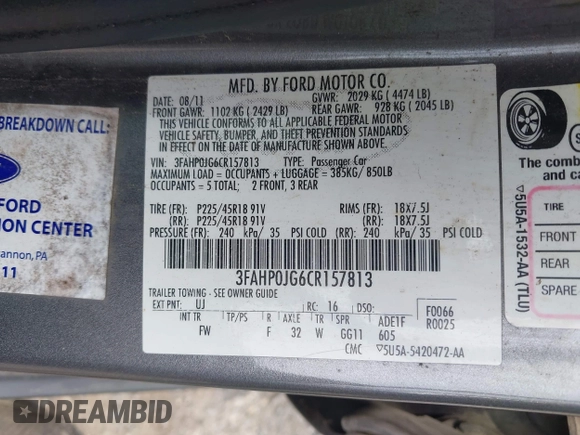 MFD. BY FORD MOTOR CO.
DATE: 08/11 GVWR: 2029 KG ( 4474 LB)
FRONT GAWR: 1102 KG ( 2429 LB) REAR GAWR: 928 KG ( 2045 LB)
THIS VEHICLE CONFORMS TO ALL APPLICABLE FEDERAL MOTOR
VEHICLE SAFETY, BUMPER, AND THEFT PREVENTION STANDARDS
IN EFFECT ON THE DATE OF MANUFACTURE SHOWN ABOVE.
VIN: 3FAHP0JG6CR157813 TYPE: Passenger Car
MAXIMUM LOAD = OCCUPANTS + LUGGAGE = 385KG/ 850LB
OCCUPANTS = 5 TOTAL: 2 FRONT, 3 REAR
TIRE (FR): P225/45R18 91V RIMS (FR): 18X7.5J
(RR): P225/45R18 91V (RR): 18X7.5J
PRESSURE (FR): 240 kPa/ 35 PSI COLD (RR): 240 kPa/ 35 PSI COLD
3FAHP0JG6CR157813
TRAILER TOWING - SEE OWNER GUIDE
EXT PNT: UJ RC: 16 DSO: F0066
INT TR TP/PS R AXLE TR SPR ADE1F R0025
FW F 32 W GG11 605
CMC ▽5U5A-5420472-AA
BREAKDOWN CALL:
FORD
ION CENTER
annon, PA
11
The comb
and ca
TIRE
FRONT
REAR
SPARE
▽5U5A-1532-AA (TLU)
DREAMBID